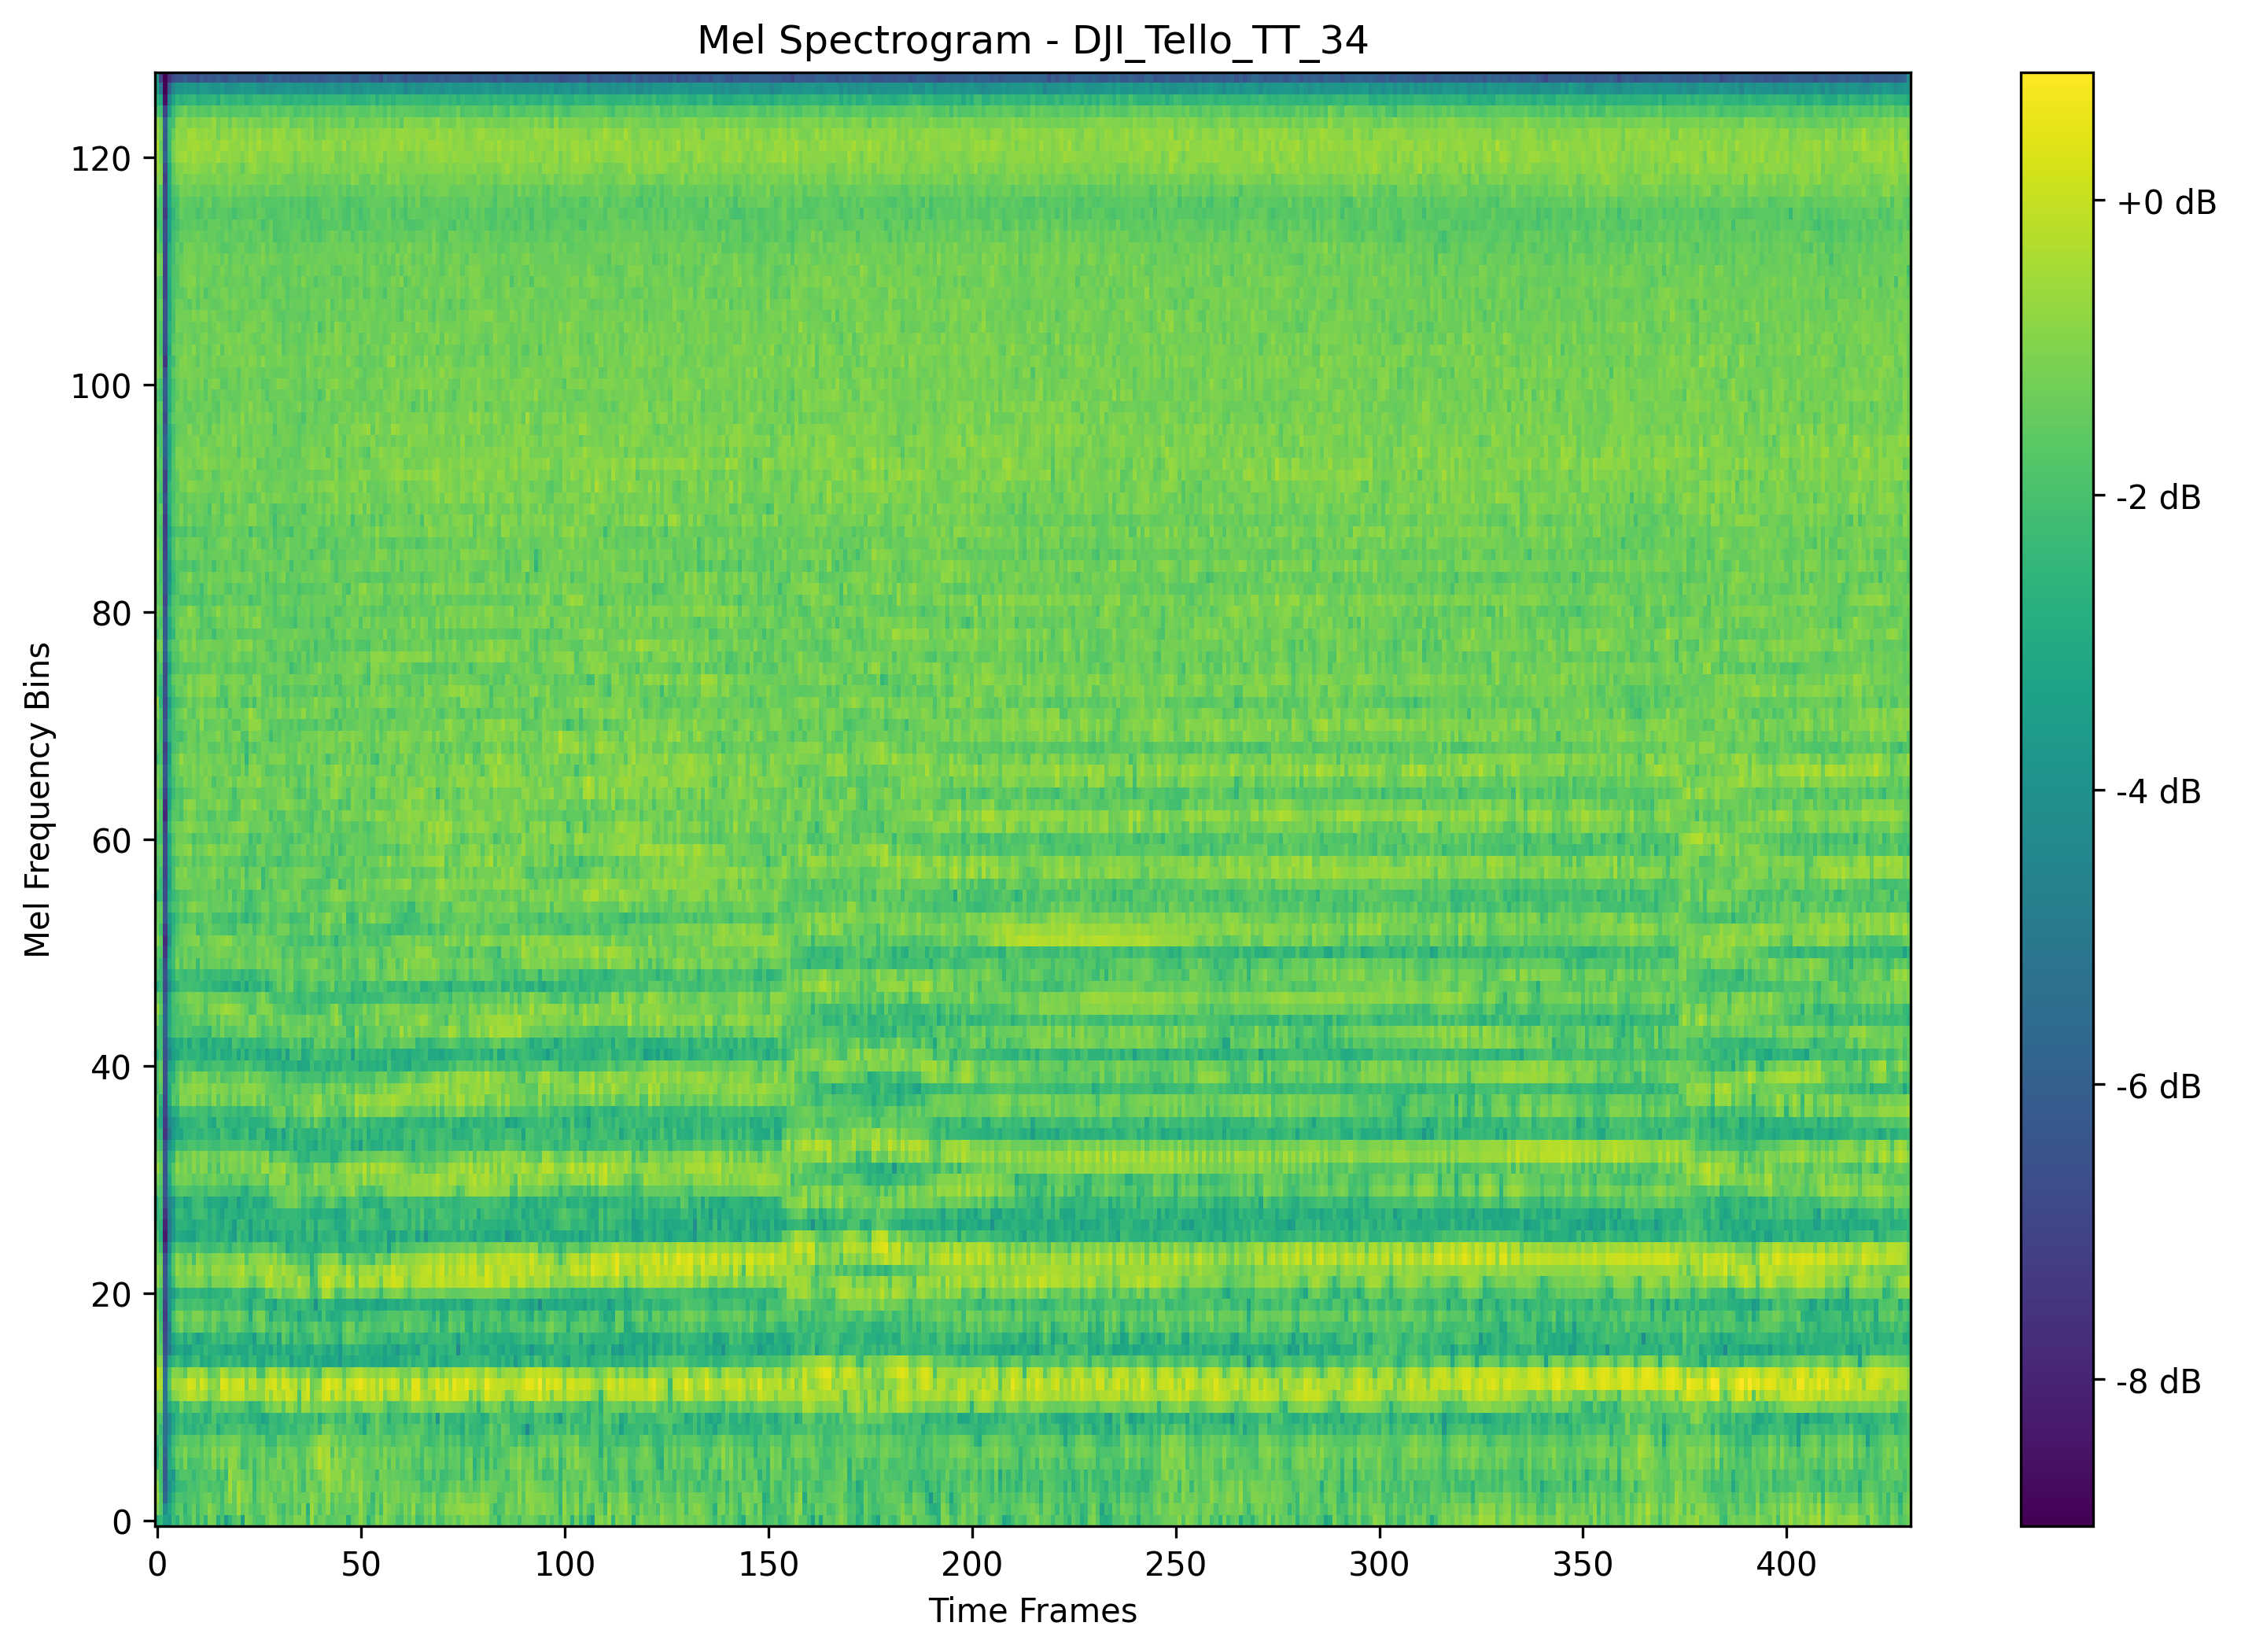 Mel Spectrogram - DJI_Tello_TT_34
Mel Frequency Bins
120
100
80
60
40
20
0
0 50 100 150 200 250 300 350 400
Time Frames
+0 dB
-2 dB
-4 dB
-6 dB
-8 dB